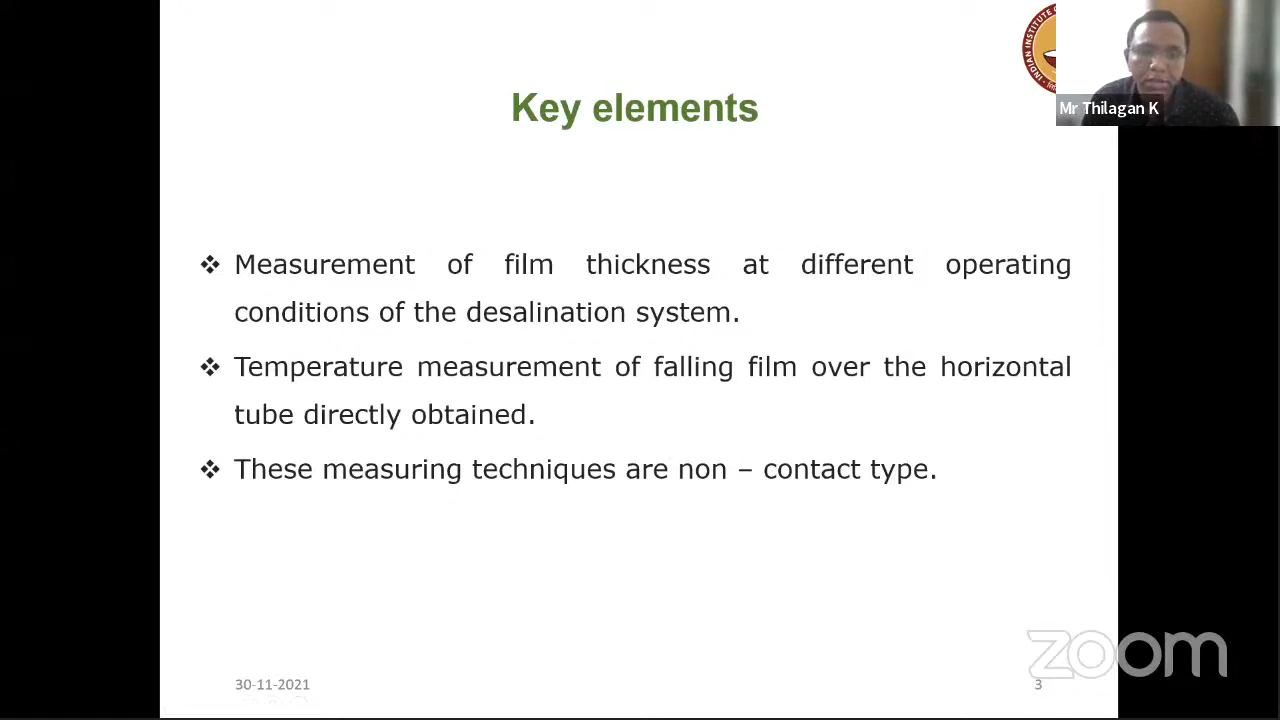 INDIAN INSTITUTE
Mr Thilagan K
Key elements
❖ Measurement of film thickness at different operating
conditions of the desalination system.
❖ Temperature measurement of falling film over the horizontal
tube directly obtained.
❖ These measuring techniques are non – contact type.
zoom
30-11-2021
3